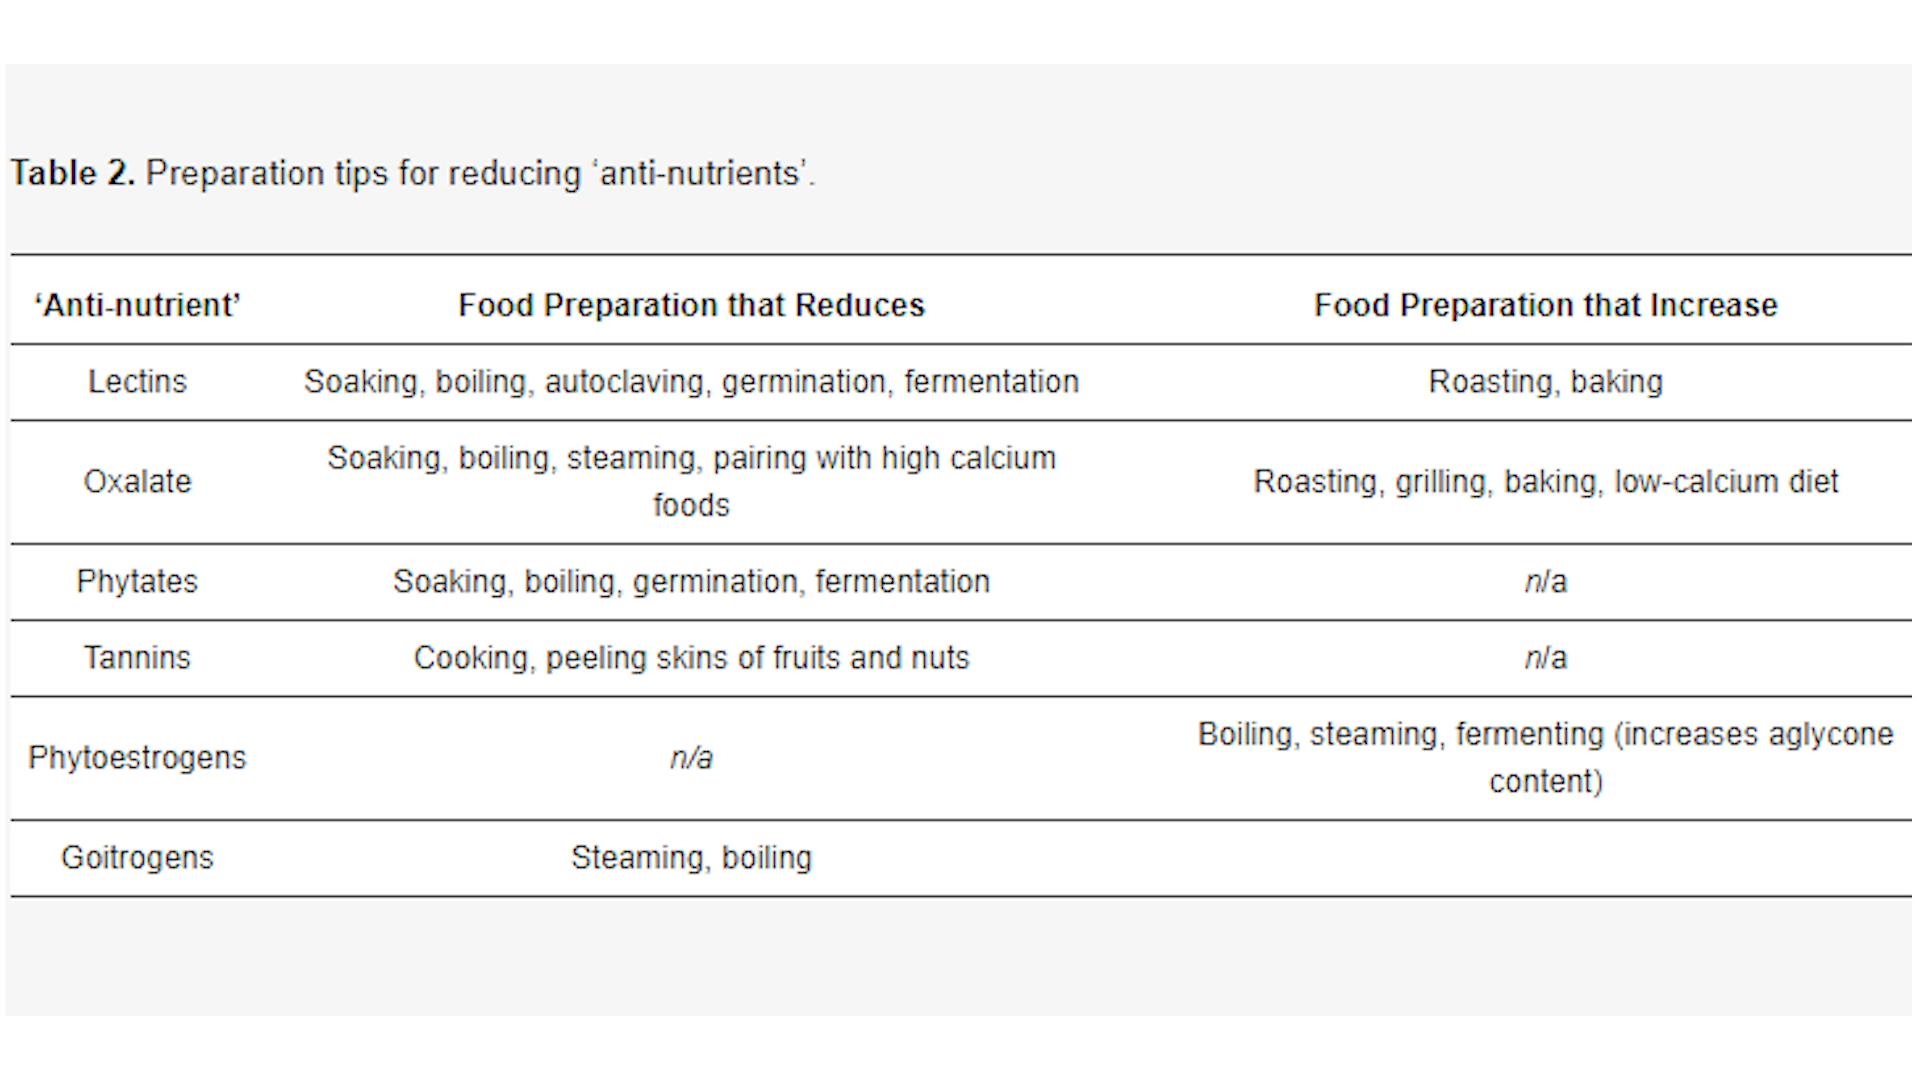 Table 2. Preparation tips for reducing ‘anti-nutrients’.
‘Anti-nutrient’ Food Preparation that Reduces Food Preparation that Increase
Lectins Soaking, boiling, autoclaving, germination, fermentation Roasting, baking
Oxalate Soaking, boiling, steaming, pairing with high calcium
foods Roasting, grilling, baking, low-calcium diet
Phytates Soaking, boiling, germination, fermentation n/a
Tannins Cooking, peeling skins of fruits and nuts n/a
Phytoestrogens n/a Boiling, steaming, fermenting (increases aglycone
content)
Goitrogens Steaming, boiling